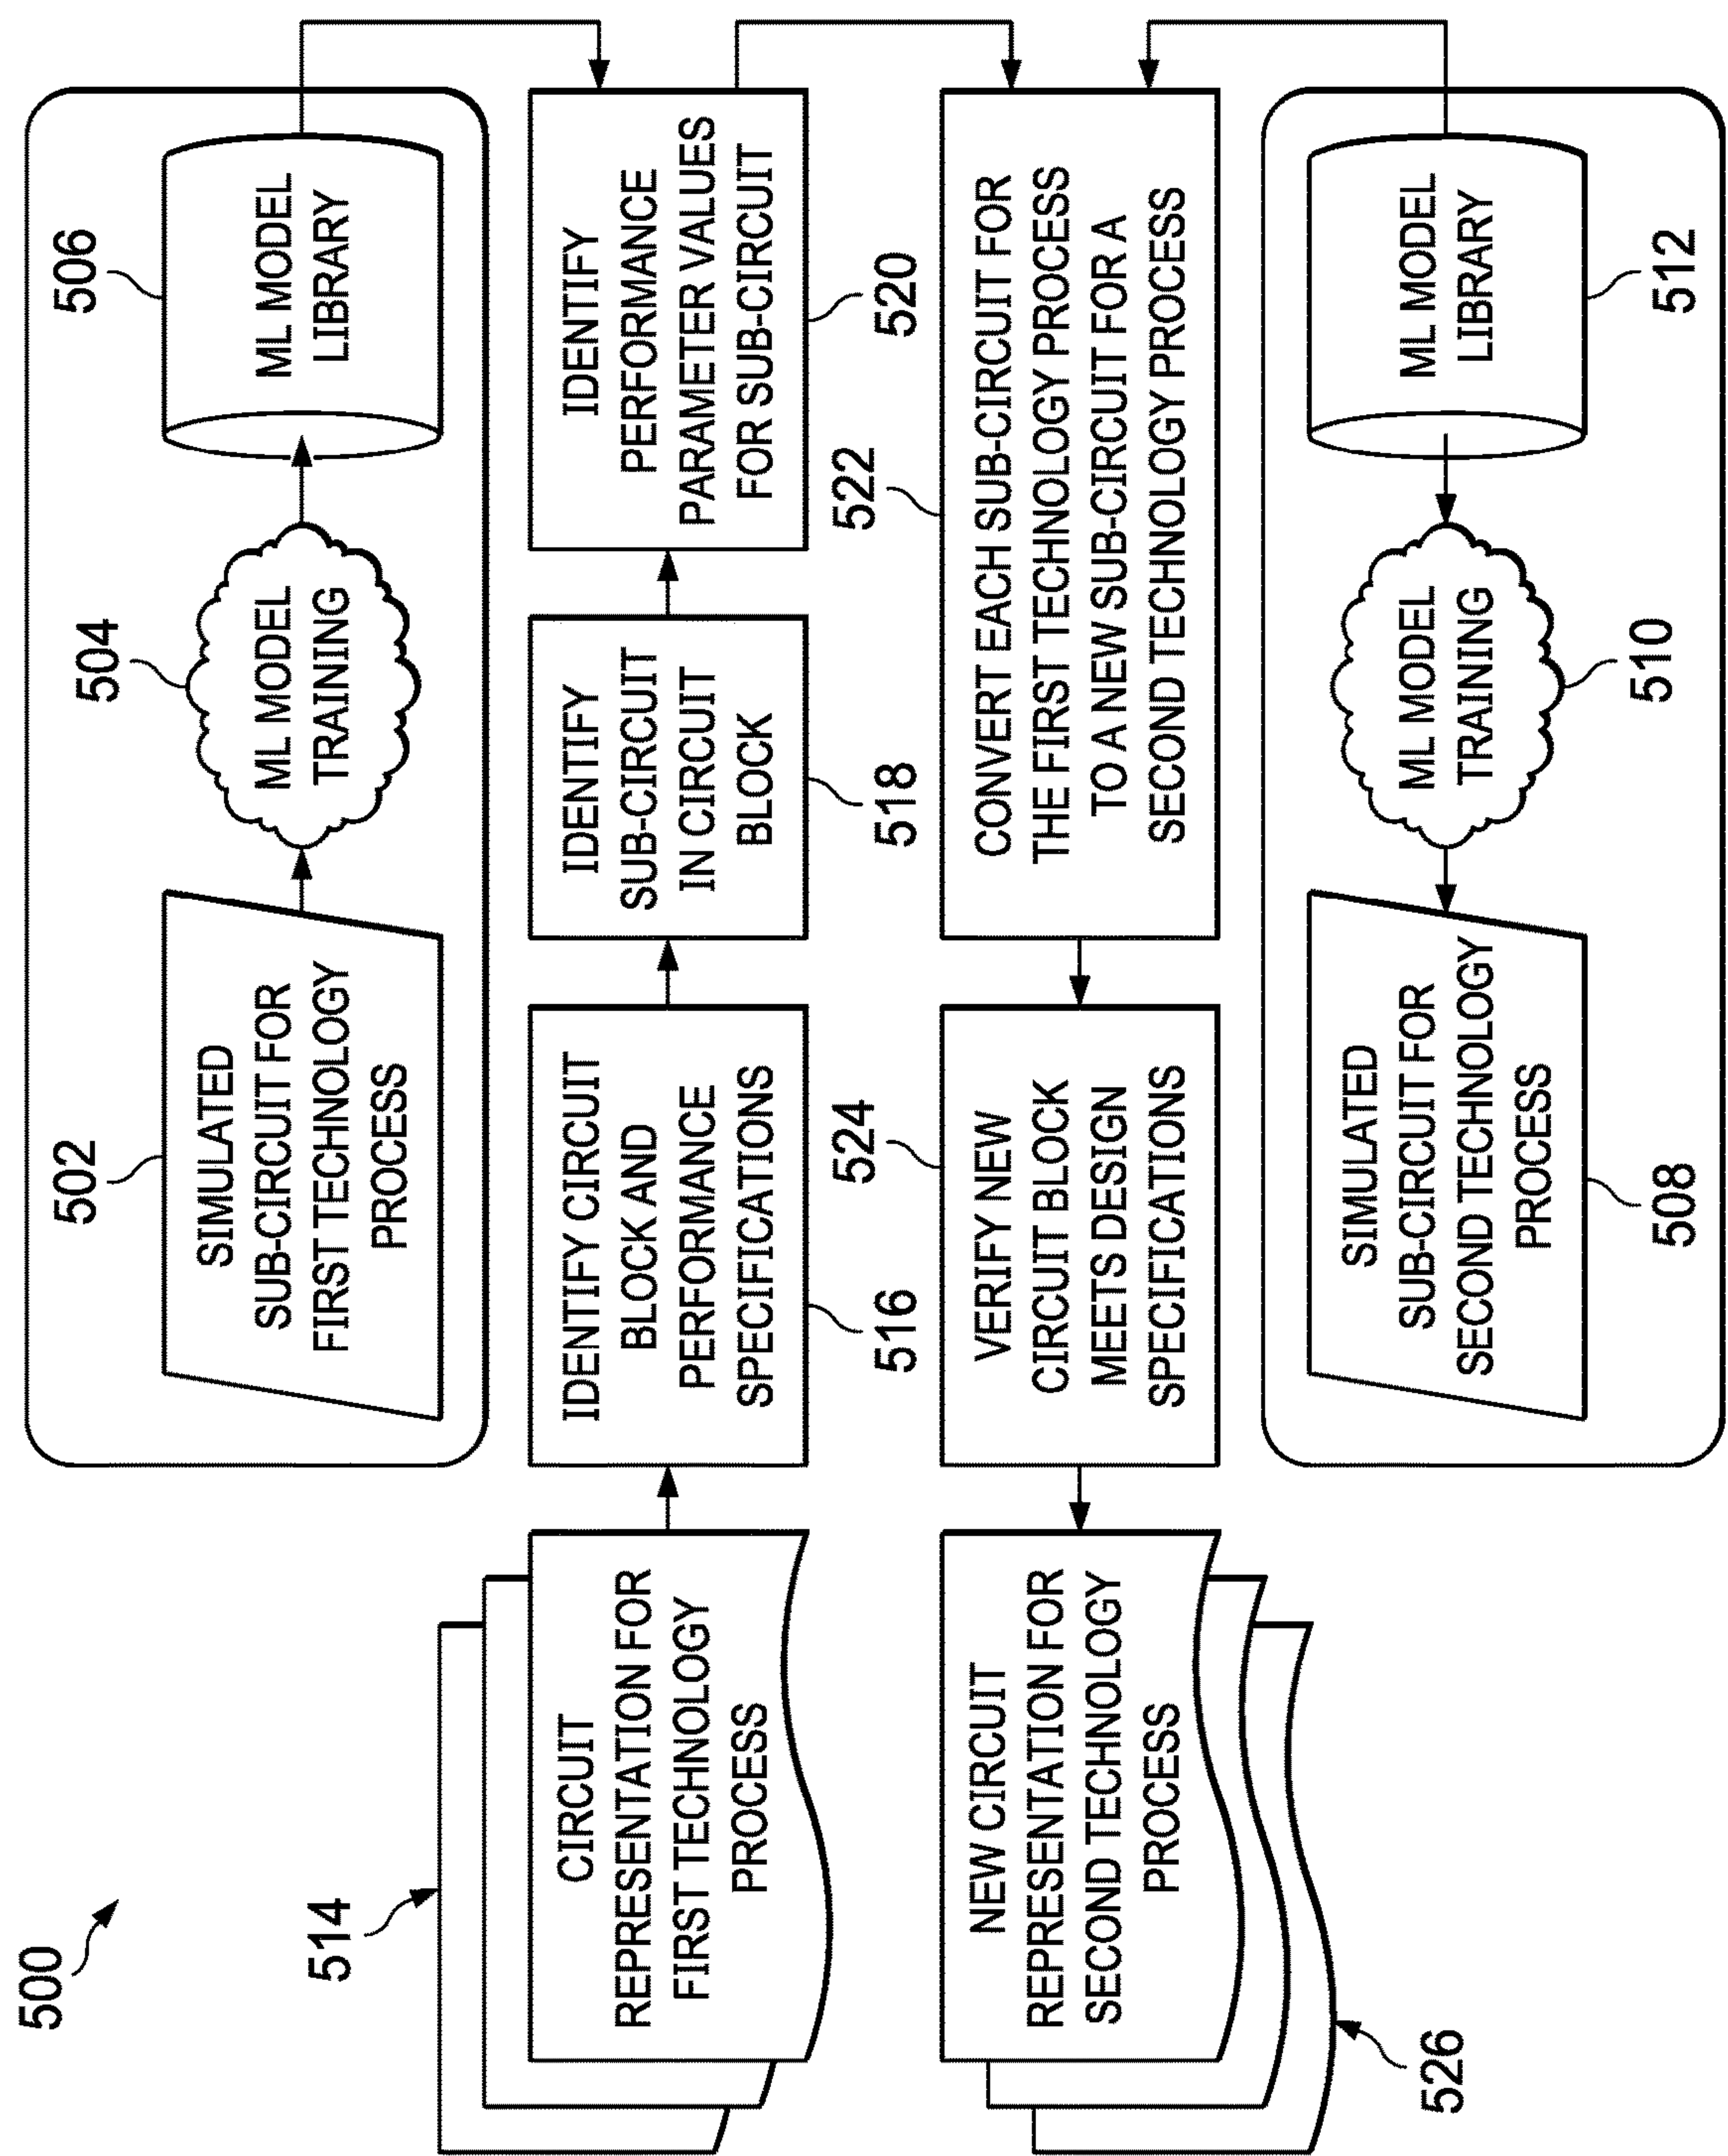 500
502
SIMULATED
SUB-CIRCUIT FOR
FIRST TECHNOLOGY
PROCESS
504
ML MODEL
TRAINING
506
ML MODEL
LIBRARY
514
CIRCUIT
REPRESENTATION FOR
FIRST TECHNOLOGY
PROCESS
IDENTIFY CIRCUIT
BLOCK AND
PERFORMANCE
SPECIFICATIONS
516
IDENTIFY
SUB-CIRCUIT
IN CIRCUIT
BLOCK
518
IDENTIFY
PERFORMANCE
PARAMETER VALUES
FOR SUB-CIRCUIT
520
NEW CIRCUIT
REPRESENTATION FOR
SECOND TECHNOLOGY
PROCESS
526
524
VERIFY NEW
CIRCUIT BLOCK
MEETS DESIGN
SPECIFICATIONS
522
CONVERT EACH SUB-CIRCUIT FOR
THE FIRST TECHNOLOGY PROCESS
TO A NEW SUB-CIRCUIT FOR A
SECOND TECHNOLOGY PROCESS
SIMULATED
SUB-CIRCUIT FOR
SECOND TECHNOLOGY
PROCESS
508
ML MODEL
TRAINING
510
ML MODEL
LIBRARY
512